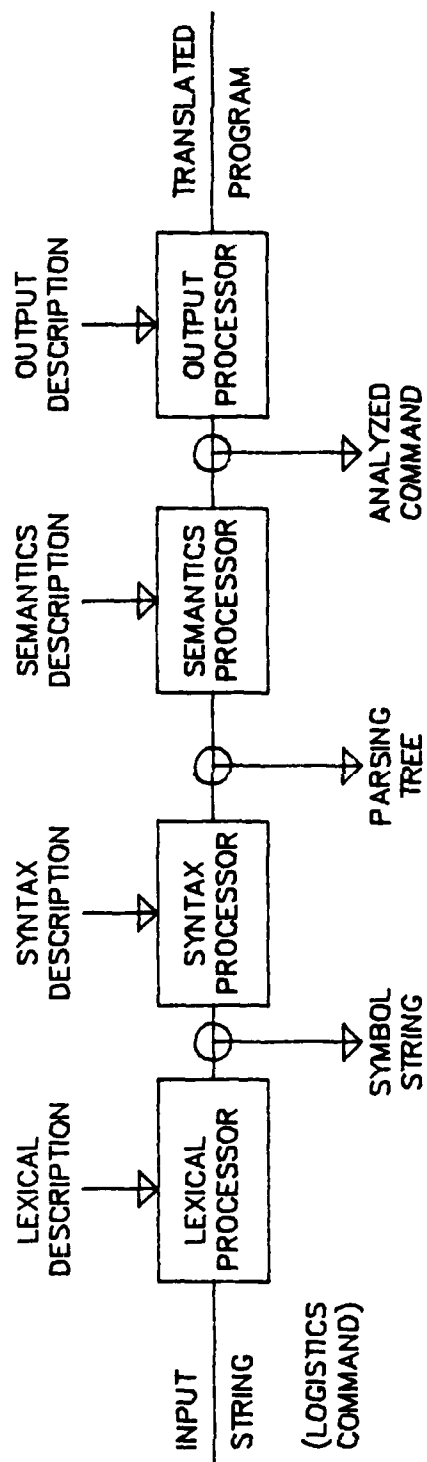 INPUT
STRING
(LOGISTICS
COMMAND)
LEXICAL
DESCRIPTION
LEXICAL
PROCESSOR
SYMBOL
STRING
SYNTAX
DESCRIPTION
SYNTAX
PROCESSOR
PARSING
TREE
SEMANTICS
DESCRIPTION
SEMANTICS
PROCESSOR
ANALYZED
COMMAND
OUTPUT
DESCRIPTION
OUTPUT
PROCESSOR
TRANSLATED
PROGRAM